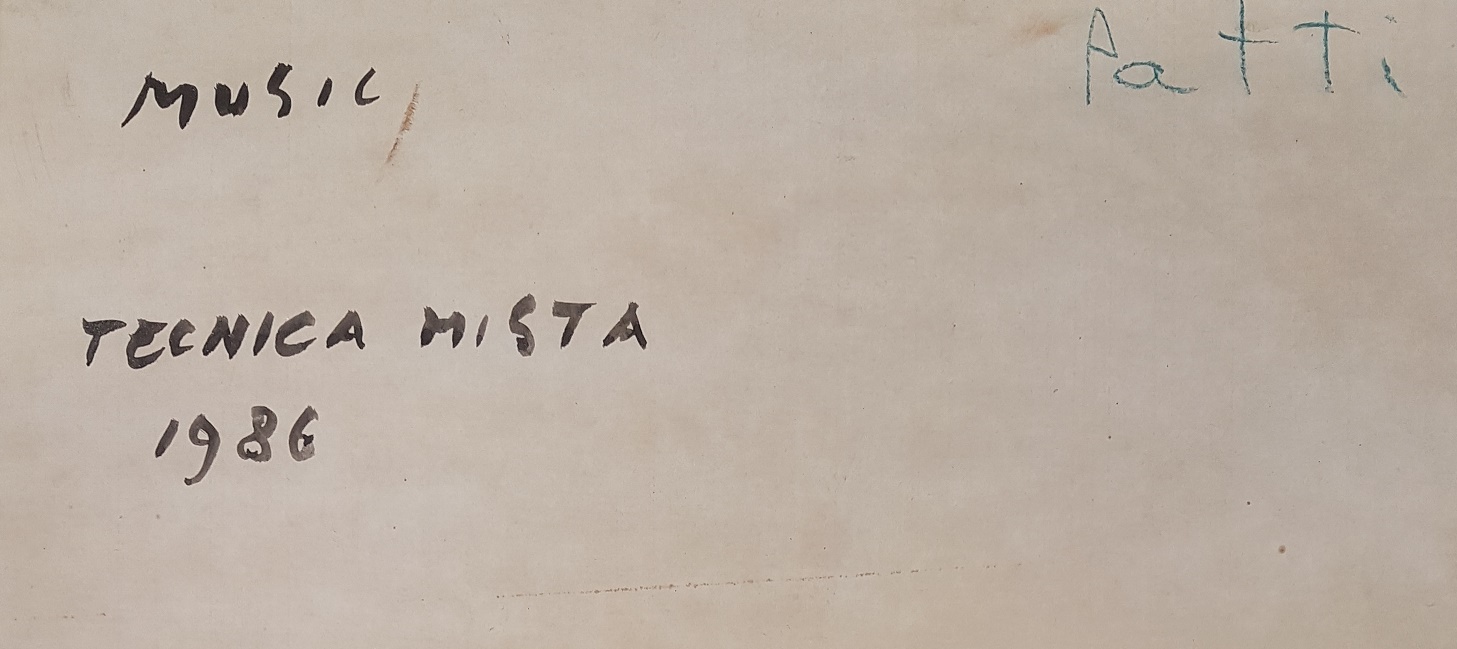 MUSIC
Patti
TECNICA MISTA
1986